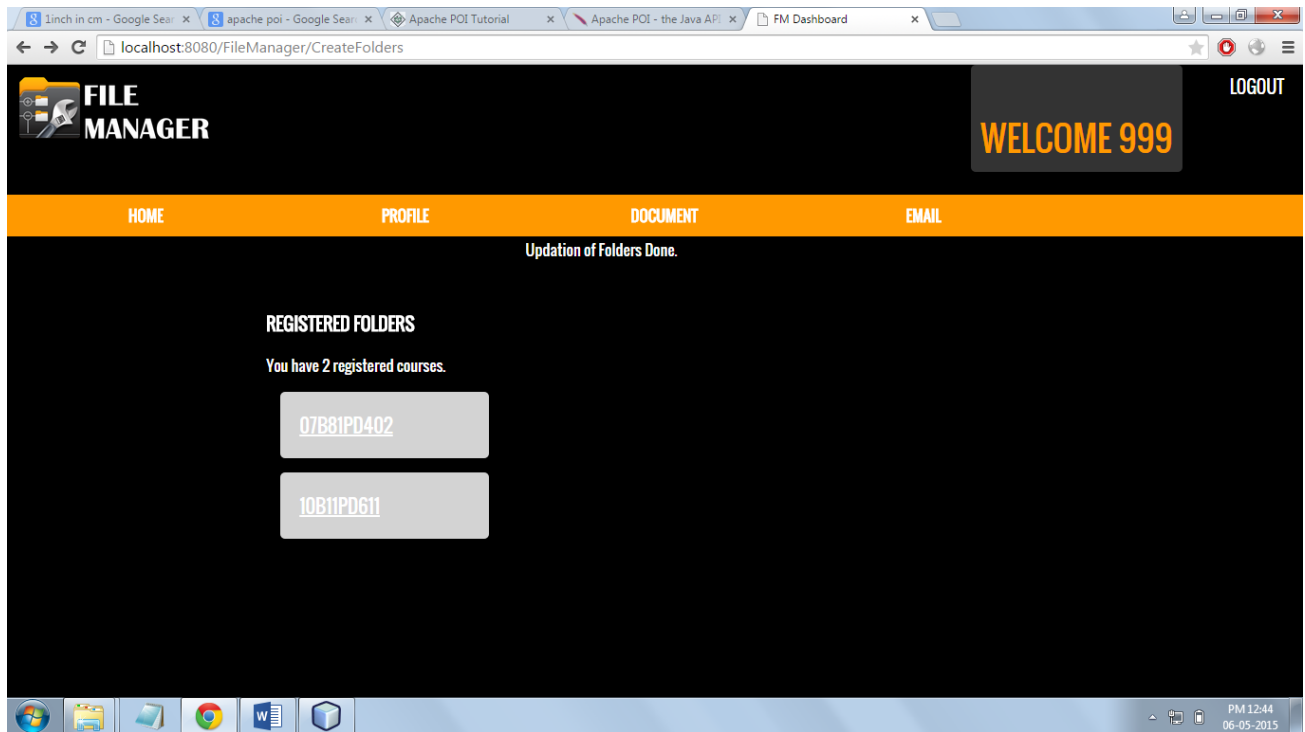 1inch in cm - Google Sear
apache poi - Google Sear
Apache POI Tutorial
Apache POI - the Java API
FM Dashboard
localhost:8080/FileManager/CreateFolders
FILE
MANAGER
WELCOME 999
LOGOUT
HOME PROFILE DOCUMENT EMAIL
Updation of Folders Done.
REGISTERED FOLDERS
You have 2 registered courses.
07B81PD402
10B11PD611
PM 12:44
06-05-2015